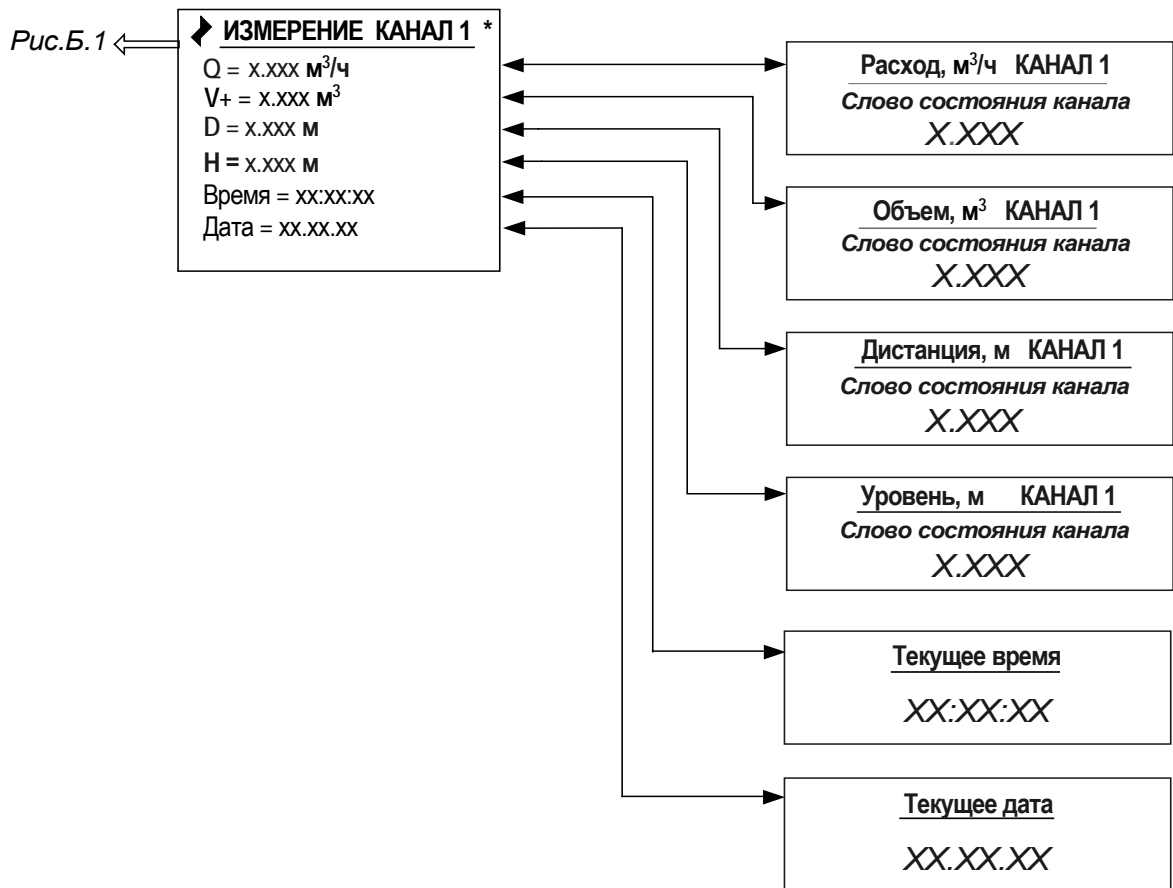 Рис.Б.1
ИЗМЕРЕНИЕ КАНАЛ 1 *
Q = x.xxx м³/ч
V+ = x.xxx м³
D = x.xxx м
H = x.xxx м
Время = xx:xx:xx
Дата = xx.xx.xx
Расход, м³/ч КАНАЛ 1
Слово состояния канала
X.XXX
Объем, м³ КАНАЛ 1
Слово состояния канала
X.XXX
Дистанция, м КАНАЛ 1
Слово состояния канала
X.XXX
Уровень, м КАНАЛ 1
Слово состояния канала
X.XXX
Текущее время
XX:XX:XX
Текущее дата
XX.XX.XX